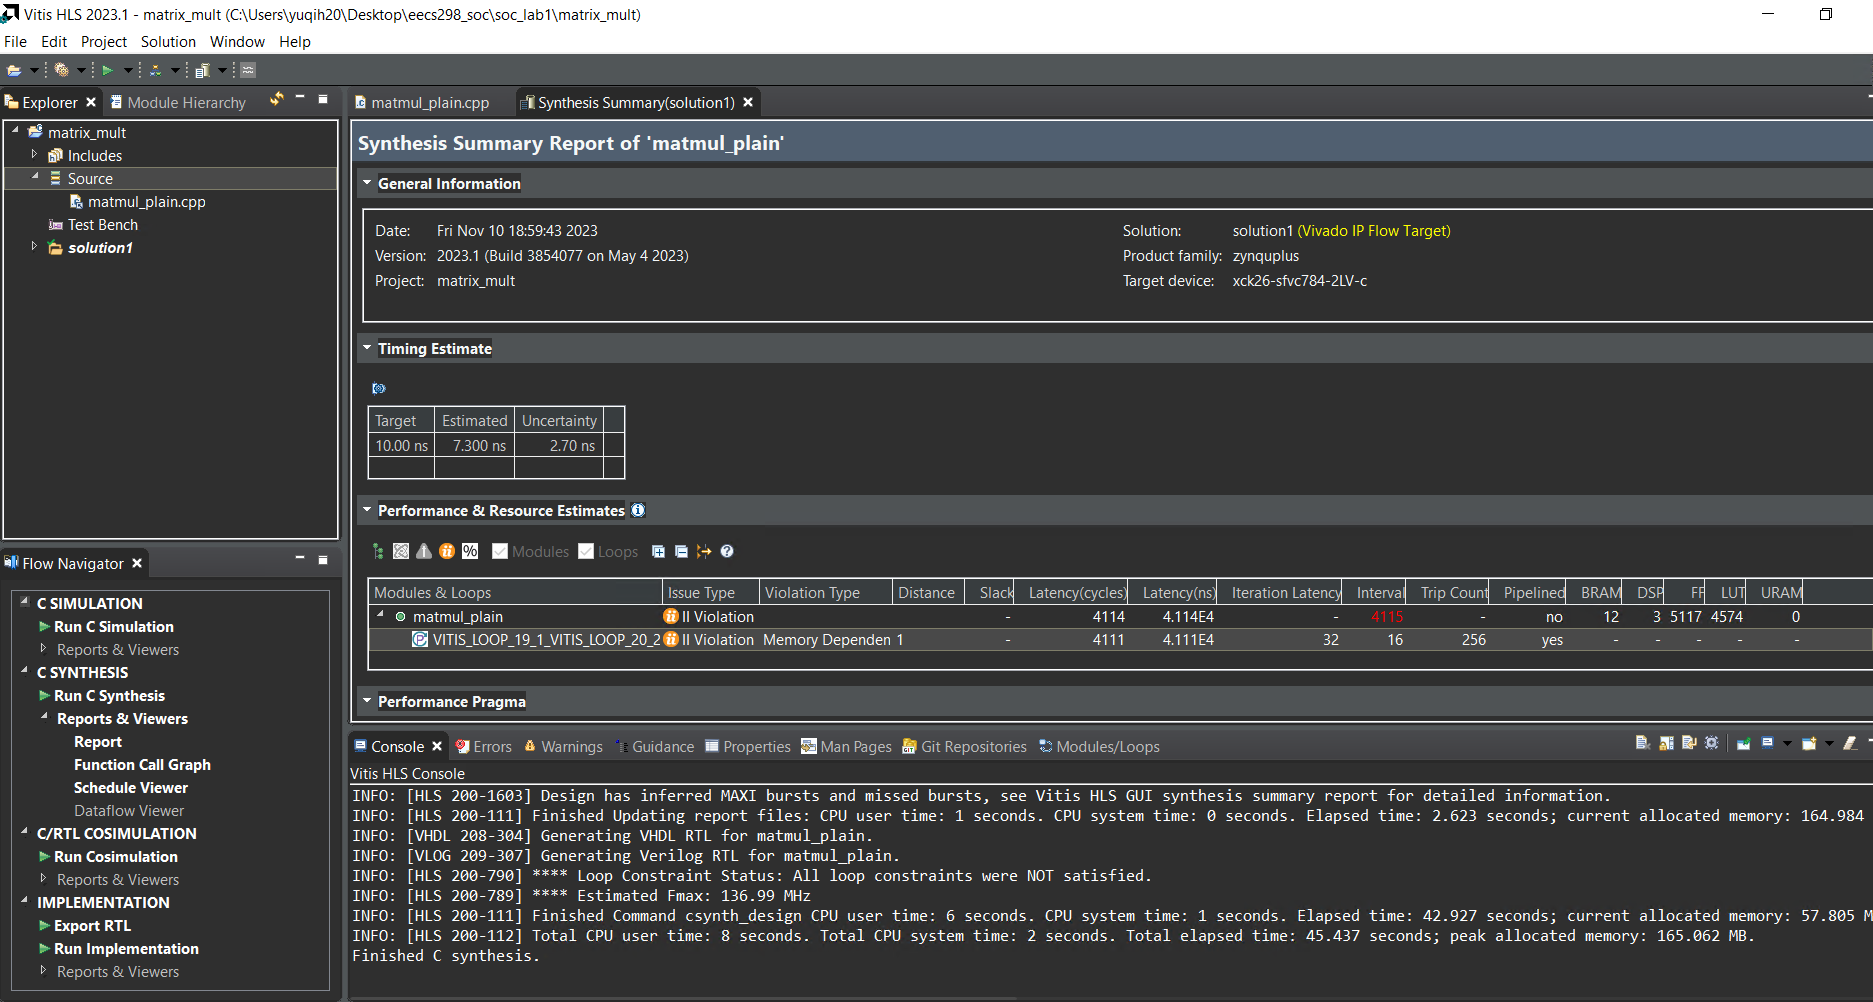 Vitis HLS 2023.1 - matrix_mult (C:\Users\yuqih20\Desktop\eecs298_soc\soc_lab1\matrix_mult)
File Edit Project Solution Window Help
Explorer Module Hierarchy
matrix_mult
Includes
Source
matmul_plain.cpp
Test Bench
solution1
Flow Navigator
C SIMULATION
Run C Simulation
Reports & Viewers
C SYNTHESIS
Run C Synthesis
Reports & Viewers
Report
Function Call Graph
Schedule Viewer
Dataflow Viewer
C/RTL COSIMULATION
Run Cosimulation
Reports & Viewers
IMPLEMENTATION
Export RTL
Run Implementation
Reports & Viewers
matmul_plain.cpp Synthesis Summary(solution1)
Synthesis Summary Report of 'matmul_plain'
General Information
Date: Fri Nov 10 18:59:43 2023 Solution: solution1 (Vivado IP Flow Target)
Version: 2023.1 (Build 3854077 on May 4 2023) Product family: zynquplus
Project: matrix_mult Target device: xck26-sfvc784-2LV-c
Timing Estimate
Target Estimated Uncertainty
10.00 ns 7.300 ns 2.70 ns
Performance & Resource Estimates
% Modules Loops
Modules & Loops Issue Type Violation Type Distance Slack Latency(cycles) Latency(ns) Iteration Latency Interval Trip Count Pipelined BRAM DSP FF LUT URAM
matmul_plain II Violation - 4114 4.114E4 - 4115 - no 12 3 5117 4574 0
VITIS_LOOP_19_1_VITIS_LOOP_20_2 II Violation Memory Dependen 1 - 4111 4.111E4 32 16 256 yes - - - - -
Performance Pragma
Console Errors Warnings Guidance Properties Man Pages Git Repositories Modules/Loops
Vitis HLS Console
INFO: [HLS 200-1603] Design has inferred MAXI bursts and missed bursts, see Vitis HLS GUI synthesis summary report for detailed information.
INFO: [HLS 200-111] Finished Updating report files: CPU user time: 1 seconds. CPU system time: 0 seconds. Elapsed time: 2.623 seconds; current allocated memory: 164.984
INFO: [VHDL 208-304] Generating VHDL RTL for matmul_plain.
INFO: [VLOG 209-307] Generating Verilog RTL for matmul_plain.
INFO: [HLS 200-790] **** Loop Constraint Status: All loop constraints were NOT satisfied.
INFO: [HLS 200-789] **** Estimated Fmax: 136.99 MHz
INFO: [HLS 200-111] Finished Command csynth_design CPU user time: 6 seconds. CPU system time: 1 seconds. Elapsed time: 42.927 seconds; current allocated memory: 57.805 M
INFO: [HLS 200-112] Total CPU user time: 8 seconds. Total CPU system time: 2 seconds. Total elapsed time: 45.437 seconds; peak allocated memory: 165.062 MB.
Finished C synthesis.